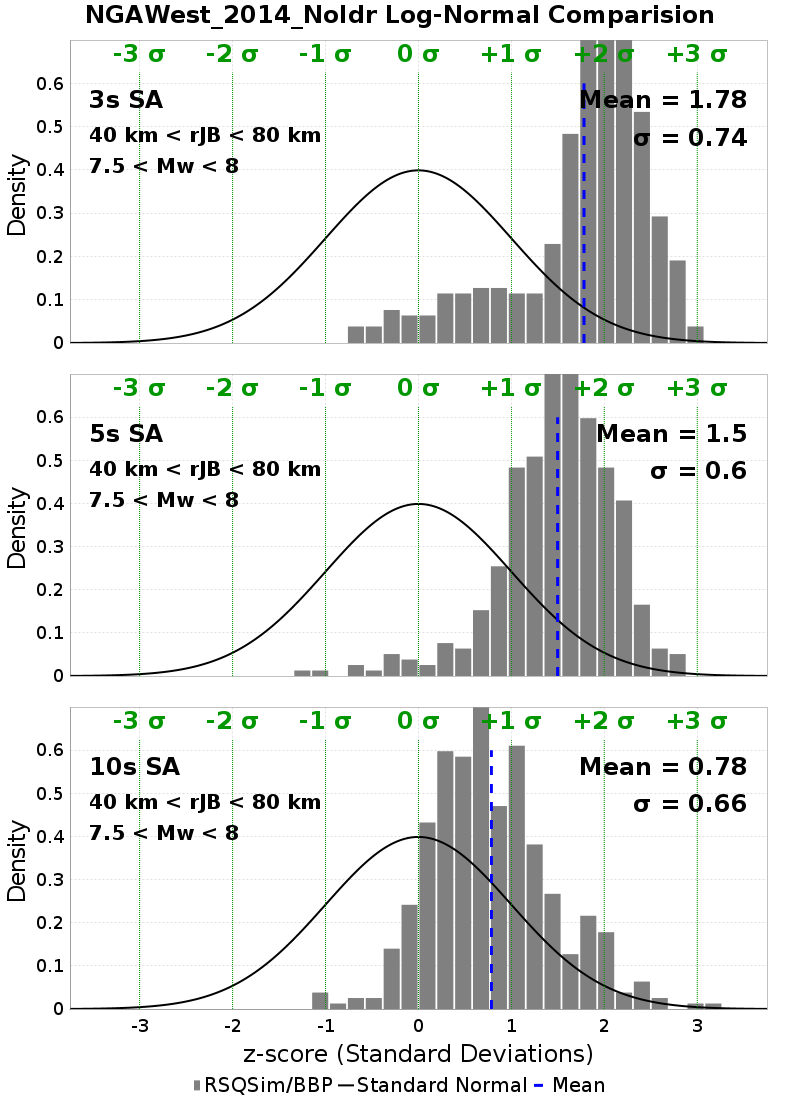 NGAWest_2014_NoIdr Log-Normal Comparision
-3 σ -2 σ -1 σ 0 σ +1 σ +2 σ +3 σ
3s SA
Mean = 1.78
40 km < rJB < 80 km
σ = 0.74
7.5 < Mw < 8
Density
0.6
0.5
0.4
0.3
0.2
0.1
0
-3 σ -2 σ -1 σ 0 σ +1 σ +2 σ +3 σ
5s SA
Mean = 1.5
40 km < rJB < 80 km
σ = 0.6
7.5 < Mw < 8
Density
0.6
0.5
0.4
0.3
0.2
0.1
0
-3 σ -2 σ -1 σ 0 σ +1 σ +2 σ +3 σ
10s SA
Mean = 0.78
40 km < rJB < 80 km
σ = 0.66
7.5 < Mw < 8
Density
0.6
0.5
0.4
0.3
0.2
0.1
0
-3 -2 -1 0 1 2 3
z-score (Standard Deviations)
RSQSim/BBP Standard Normal Mean